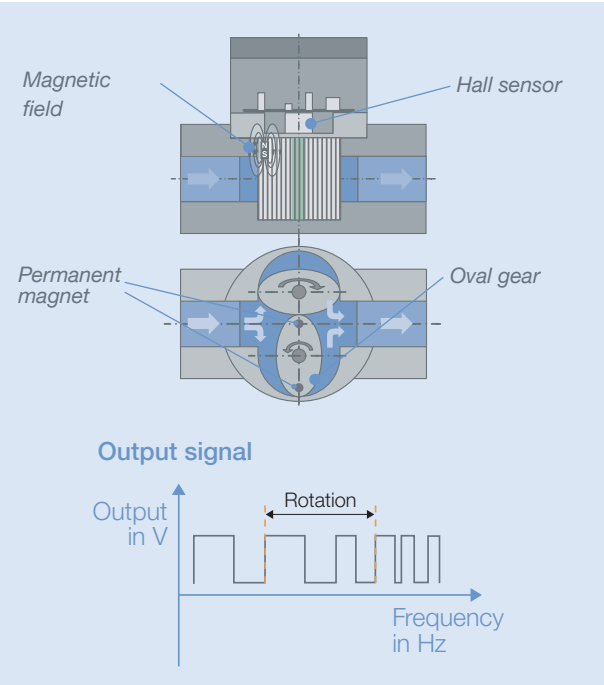 Magnetic
field
Hall sensor
N
S
Permanent
magnet
Oval gear
Output signal
Output
in V
Rotation
Frequency
in Hz